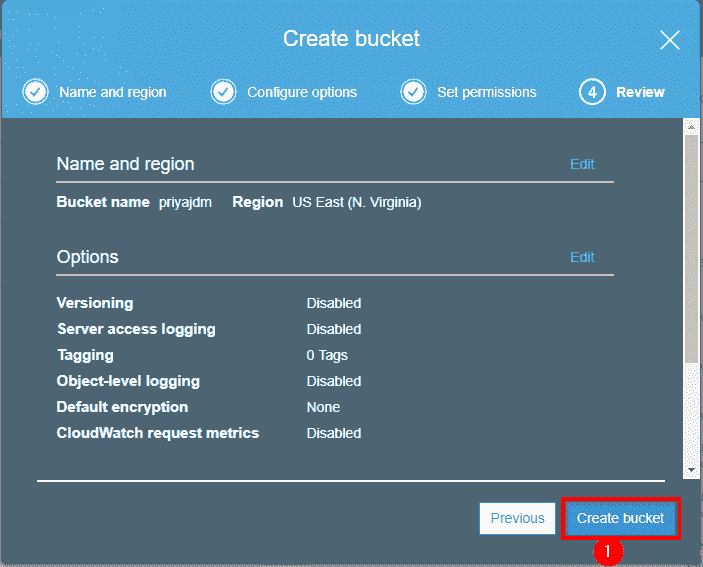 Create bucket
Name and region Configure options Set permissions 4 Review
Name and region Edit
Bucket name priyajdm Region US East (N. Virginia)
Options Edit
Versioning Disabled
Server access logging Disabled
Tagging 0 Tags
Object-level logging Disabled
Default encryption None
CloudWatch request metrics Disabled
Previous Create bucket
1